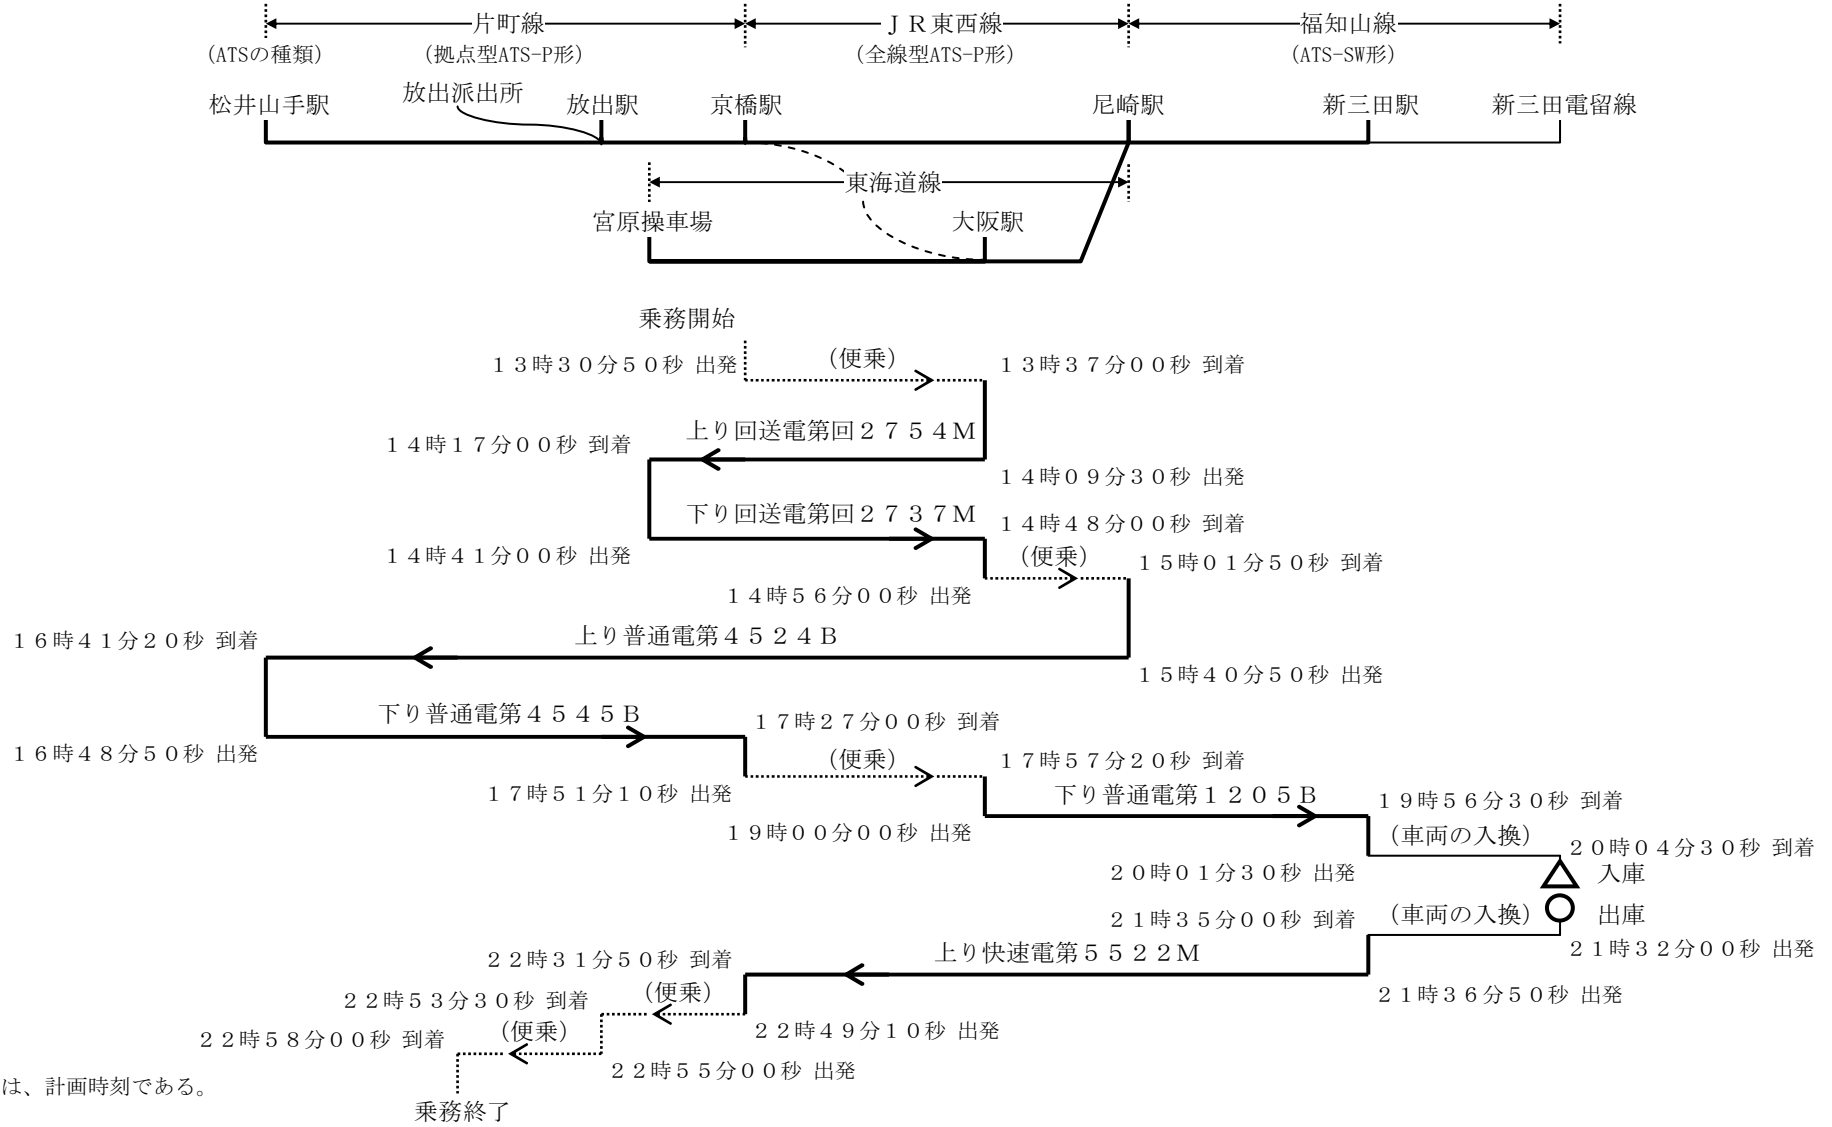 片町線 ＪＲ東西線 福知山線
（ATSの種類） （拠点型ATS-P形） （全線型ATS-P形） （ATS-SW形）
松井山手駅 放出派出所 放出駅 京橋駅 尼崎駅 新三田駅 新三田電留線
東海道線
宮原操車場 大阪駅
乗務開始
１３時３０分５０秒 出発 （便乗） １３時３７分００秒 到着
１４時１７分００秒 到着 上り回送電第回２７５４Ｍ
１４時０９分３０秒 出発
下り回送電第回２７３７Ｍ １４時４８分００秒 到着
１４時４１分００秒 出発 （便乗） １５時０１分５０秒 到着
１４時５６分００秒 出発
１６時４１分２０秒 到着 上り普通電第４５２４Ｂ
１５時４０分５０秒 出発
下り普通電第４５４５Ｂ １７時２７分００秒 到着
１６時４８分５０秒 出発 （便乗） １７時５７分２０秒 到着
１７時５１分１０秒 出発 下り普通電第１２０５Ｂ １９時５６分３０秒 到着
１９時００分００秒 出発 （車両の入換） ２０時０４分３０秒 到着
２０時０１分３０秒 出発 入庫
２１時３５分００秒 到着 （車両の入換） 出庫
２２時３１分５０秒 到着 上り快速電第５５２２Ｍ ２１時３２分００秒 出発
２２時５３分３０秒 到着 （便乗） ２１時３６分５０秒 出発
２２時５８分００秒 到着 （便乗） ２２時４９分１０秒 出発
２２時５５分００秒 出発
は、計画時刻である。
乗務終了